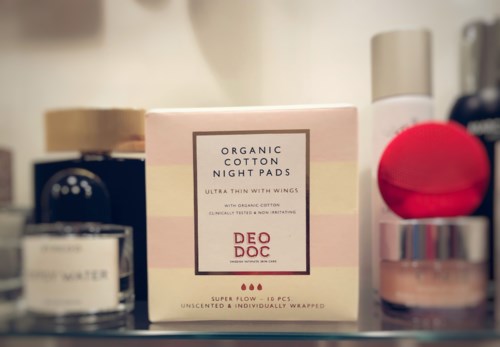 ORGANIC
COTTON
NIGHT PADS
ULTRA THIN WITH WINGS
WITH ORGANIC COTTON
CLINICALLY TESTED & NON-IRRITATING
DEO
DOC
SUPER FLOW - 10 PCS
UNSCENTED & INDIVIDUALLY WRAPPED
WATER